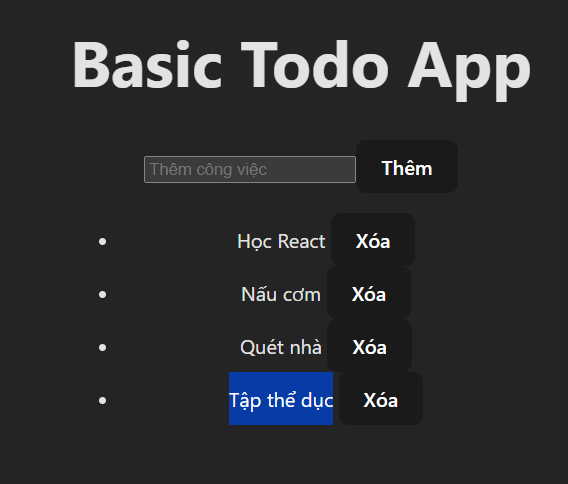 Basic Todo App
Thêm công việc Thêm
Học React Xóa
Nấu cơm Xóa
Quét nhà Xóa
Tập thể dục Xóa